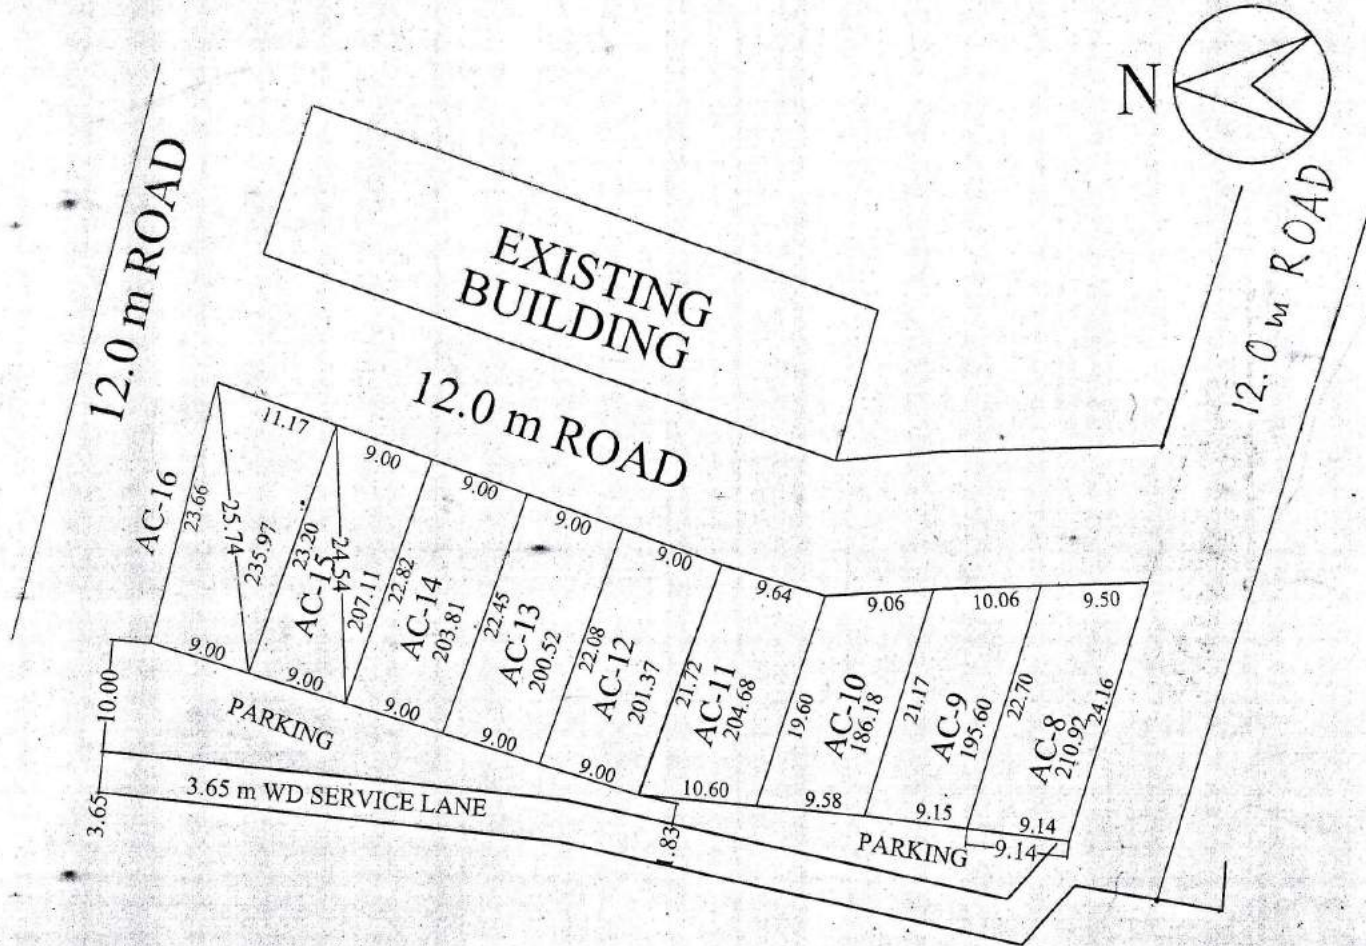 N
12.0 m ROAD
12.0 m ROAD
EXISTING
BUILDING
12.0 m ROAD
11.17
9.00
9.00
9.00
9.00
9.64
9.06
10.06
9.50
AC-16
23.66
25.74
235.97
23.20
AC-15
24.54
207.11
22.82
AC-14
203.81
22.45
AC-13
200.52
22.08
AC-12
201.37
21.72
AC-11
204.68
19.60
AC-10
186.18
21.17
AC-9
195.60
22.70
AC-8
210.92
24.16
9.00
9.00
9.00
9.00
9.00
10.60
9.58
9.15
9.14
9.14
10.00
PARKING
PARKING
3.65
3.65 m WD SERVICE LANE
1.83